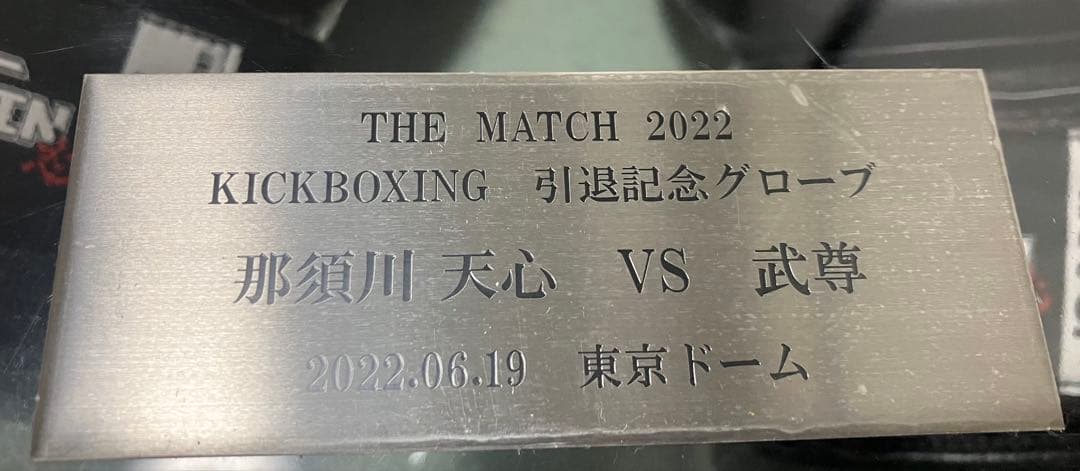 THE MATCH 2022
KICKBOXING 引退記念グローブ
那須川 天心 VS 武尊
2022.06.19 東京ドーム